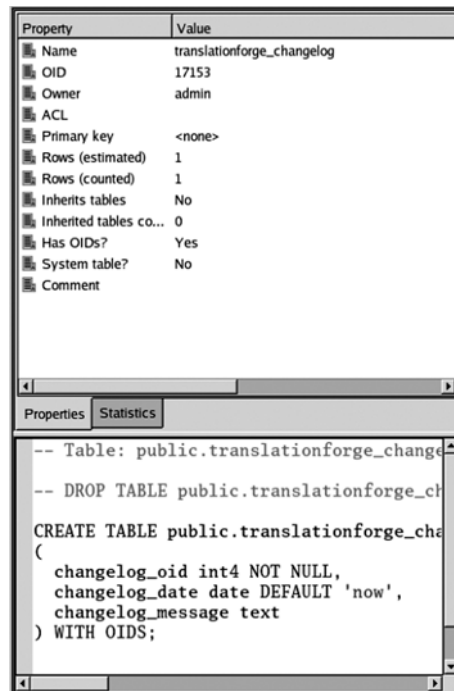 Property Value
Name translationforge_changelog
OID 17153
Owner admin
ACL
Primary key <none>
Rows (estimated) 1
Rows (counted) 1
Inherits tables No
Inherited tables co... 0
Has OIDs? Yes
System table? No
Comment
Properties Statistics
-- Table: public.translationforge_change
-- DROP TABLE public.translationforge_ch
CREATE TABLE public.translationforge_cha
(
changelog_oid int4 NOT NULL,
changelog_date date DEFAULT 'now',
changelog_message text
) WITH OIDS;